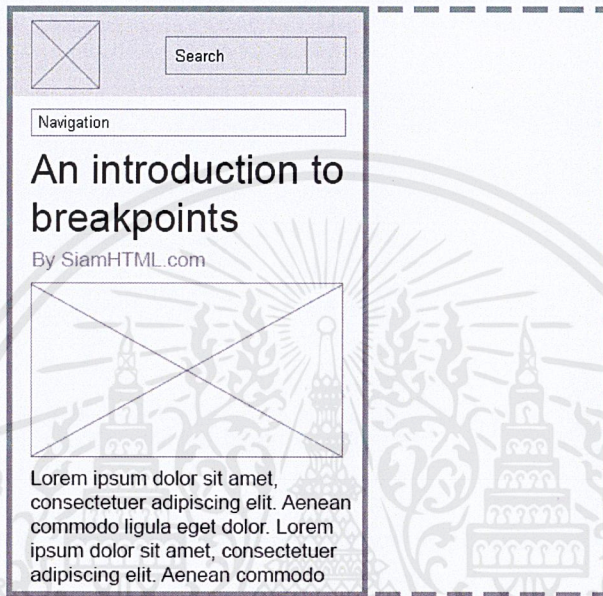 Search
Navigation
An introduction to
breakpoints
By SiamHTML.com
Lorem ipsum dolor sit amet,
consectetuer adipiscing elit. Aenean
commodo ligula eget dolor. Lorem
ipsum dolor sit amet, consectetuer
adipiscing elit. Aenean commodo